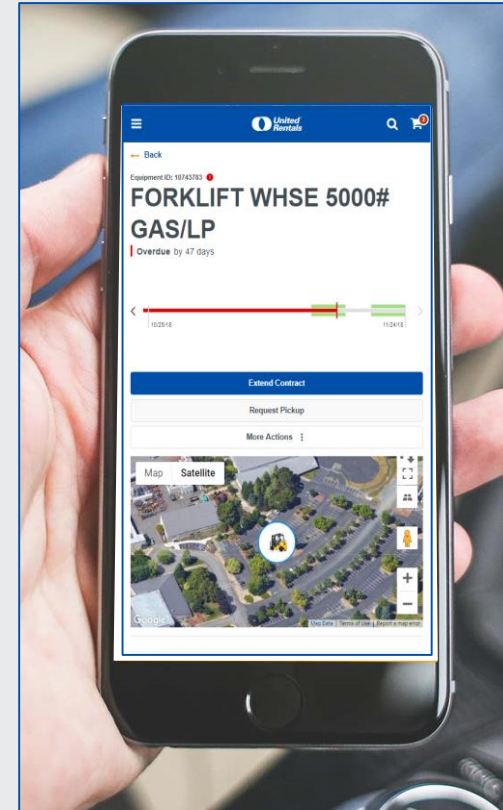 United
Rentals
3
← Back
Equipment ID: 10743783
FORKLIFT WHSE 5000#
GAS/LP
Overdue by 47 days
10/25/18
11/24/18
Extend Contract
Request Pickup
More Actions
Map
Satellite
Google
Map Data
Terms of Use
Report a map error